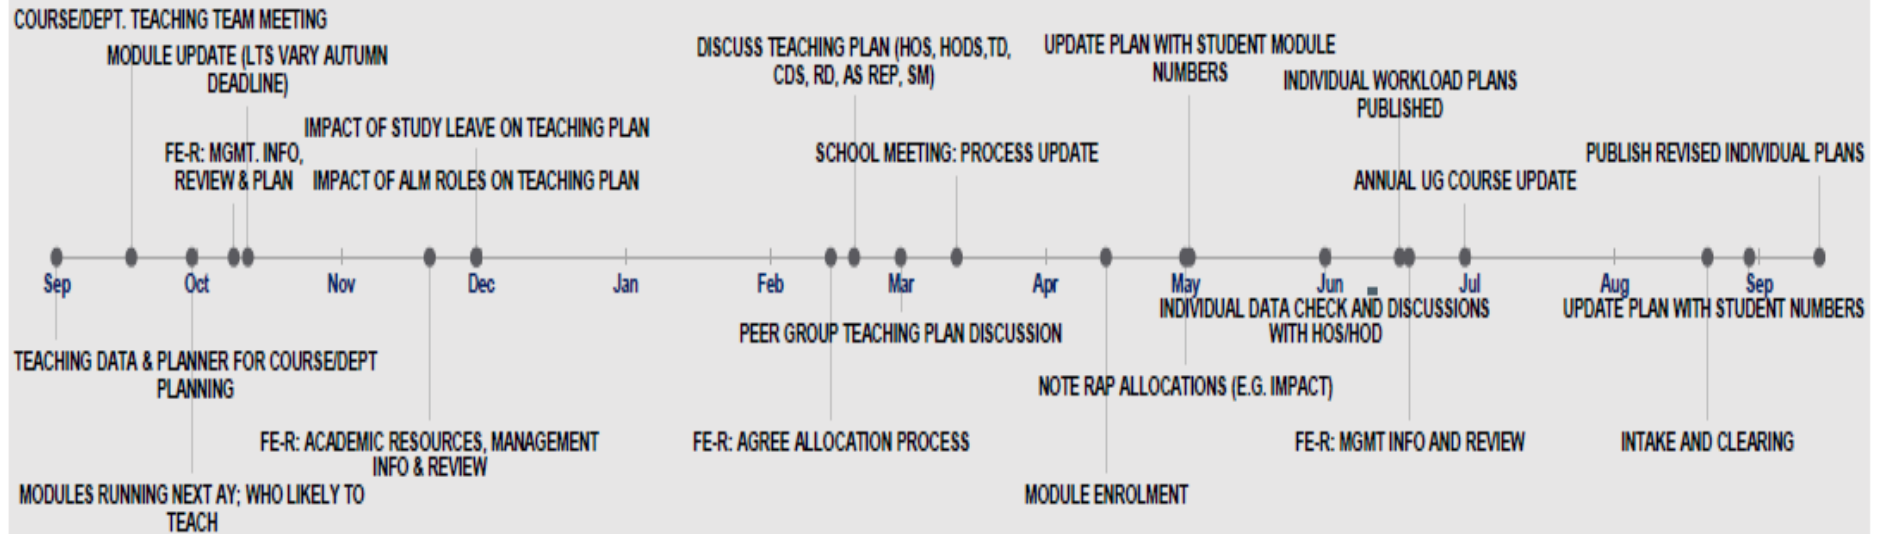 COURSE/DEPT. TEACHING TEAM MEETING
MODULE UPDATE (LTS VARY AUTUMN
DEADLINE)
FE-R: MGMT. INFO,
REVIEW & PLAN
IMPACT OF STUDY LEAVE ON TEACHING PLAN
IMPACT OF ALM ROLES ON TEACHING PLAN
DISCUSS TEACHING PLAN (HOS, HODS,TD,
CDS, RD, AS REP, SM)
SCHOOL MEETING: PROCESS UPDATE
UPDATE PLAN WITH STUDENT MODULE
NUMBERS
INDIVIDUAL WORKLOAD PLANS
PUBLISHED
ANNUAL UG COURSE UPDATE
PUBLISH REVISED INDIVIDUAL PLANS
Sep Oct Nov Dec Jan Feb Mar Apr May Jun Jul Aug Sep
TEACHING DATA & PLANNER FOR COURSE/DEPT
PLANNING
MODULES RUNNING NEXT AY; WHO LIKELY TO
TEACH
FE-R: ACADEMIC RESOURCES, MANAGEMENT
INFO & REVIEW
PEER GROUP TEACHING PLAN DISCUSSION
FE-R: AGREE ALLOCATION PROCESS
INDIVIDUAL DATA CHECK AND DISCUSSIONS
WITH HOS/HOD
NOTE RAP ALLOCATIONS (E.G. IMPACT)
MODULE ENROLMENT
FE-R: MGMT INFO AND REVIEW
UPDATE PLAN WITH STUDENT NUMBERS
INTAKE AND CLEARING